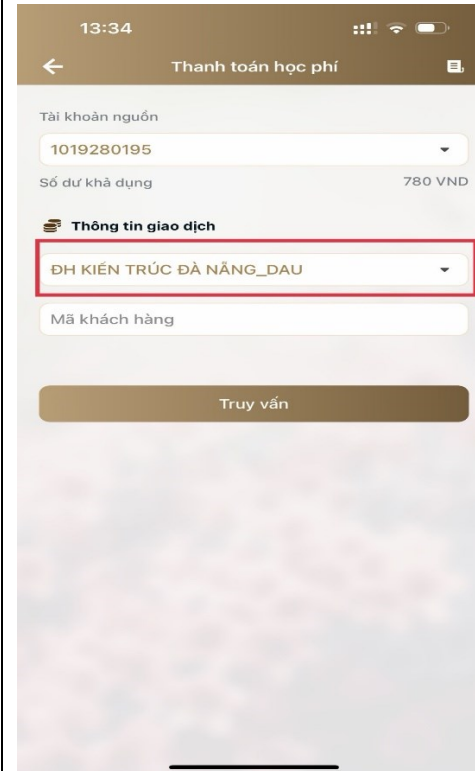 13:34
Thanh toán học phí
Tài khoản nguồn
1019280195
Số dư khả dụng
780 VND
Thông tin giao dịch
ĐH KIẾN TRÚC ĐÀ NẴNG_DAU
Mã khách hàng
Truy vấn